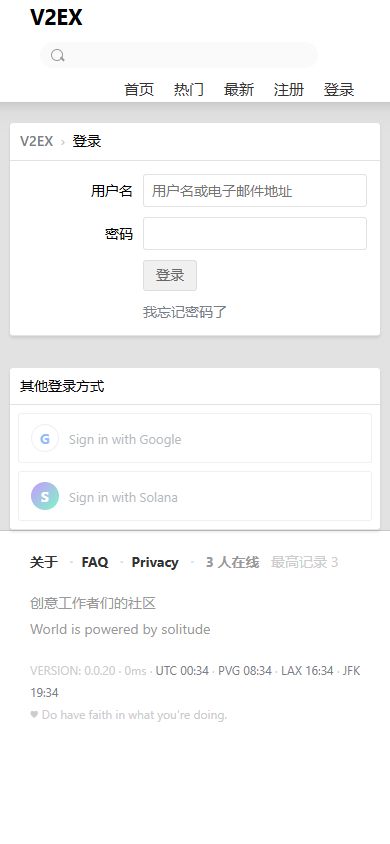 V2EX
首页 热门 最新 注册 登录
V2EX › 登录
用户名 用户名或电子邮件地址
密码
登录
我忘记密码了
其他登录方式
G Sign in with Google
S Sign in with Solana
关于 · FAQ · Privacy · 3 人在线 最高记录 3
创意工作者们的社区
World is powered by solitude
VERSION: 0.0.20 · 0ms · UTC 00:34 · PVG 08:34 · LAX 16:34 · JFK
19:34
♥ Do have faith in what you're doing.